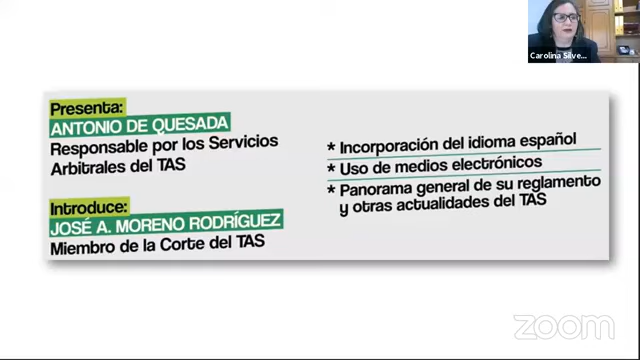 Carolina Silve...
Presenta:
ANTONIO DE QUESADA
Responsable por los Servicios
Arbitrales del TAS
Introduce:
JOSÉ A. MORENO RODRÍGUEZ
Miembro de la Corte del TAS
* Incorporación del idioma español
* Uso de medios electrónicos
* Panorama general de su reglamento
y otras actualidades del TAS
zoom